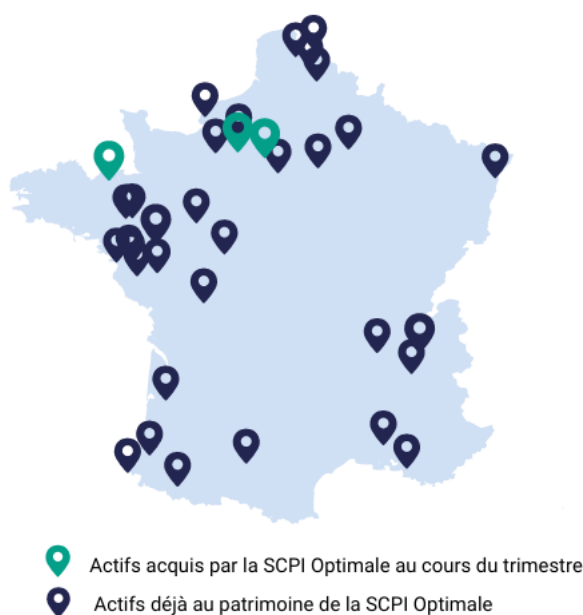 Actifs acquis par la SCPI Optimale au cours du trimestre
Actifs déjà au patrimoine de la SCPI Optimale